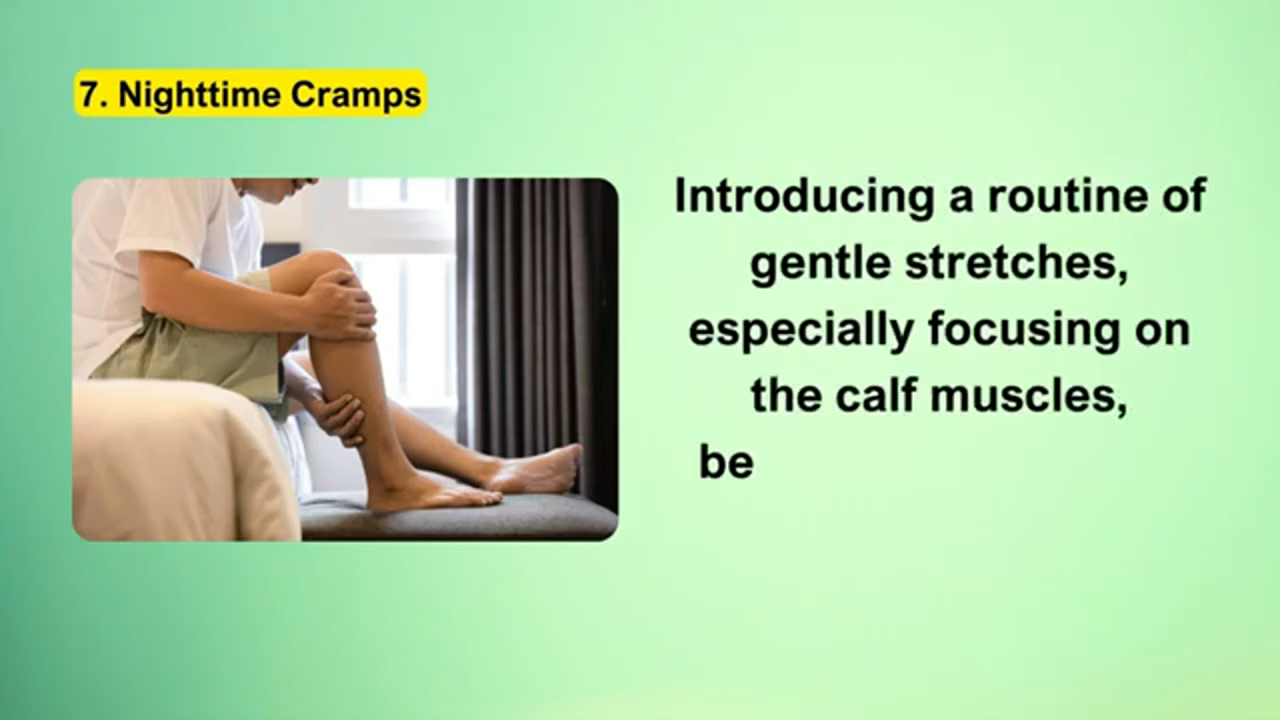 7. Nighttime Cramps
Introducing a routine of
gentle stretches,
especially focusing on
the calf muscles,
be